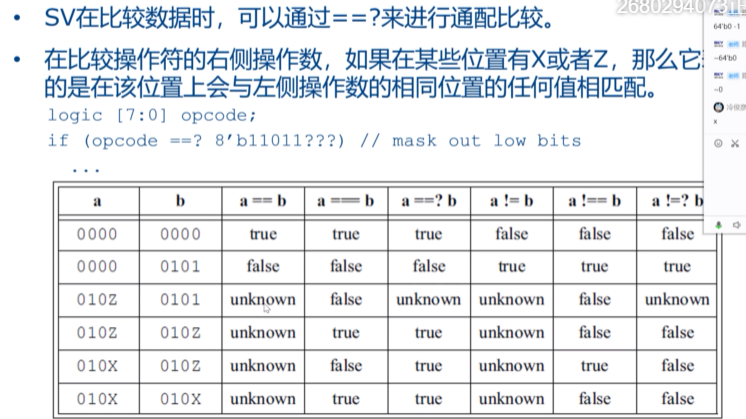 • SV在比较数据时，可以通过==?来进行通配比较。
• 在比较操作符的右侧操作数，如果在某些位置有X或者Z，那么它
的是在该位置上会与左侧操作数的相同位置的任何值相匹配。
logic [7:0] opcode;
if (opcode ==? 8'b11011???) // mask out low bits
...
a b a == b a === b a ==? b a != b a !== b a !=? b
0000 0000 true true true false false false
0000 0101 false false false true true true
010Z 0101 unknown false unknown unknown false unknown
010Z 010Z unknown true true unknown false false
010X 010Z unknown false true unknown true false
010X 010X unknown true true unknown false false
64'b0 -1
-64'b0
-0
x